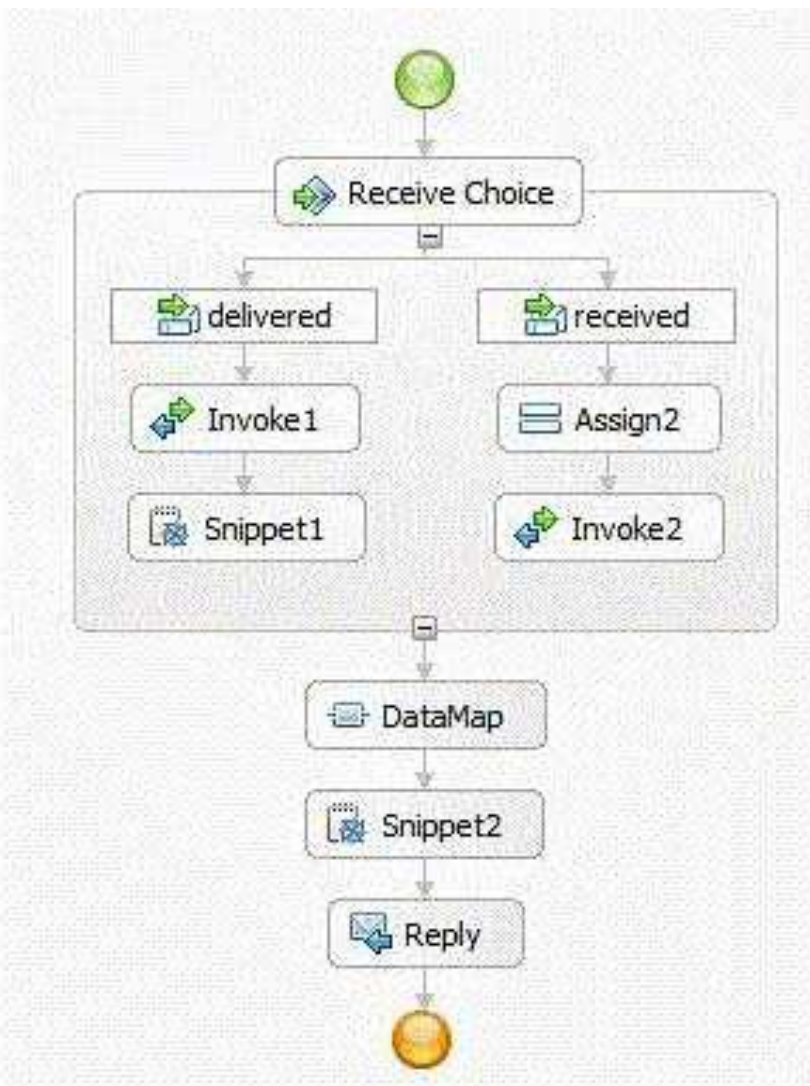 Receive Choice
delivered
received
Invoke1
Assign2
Snippet1
Invoke2
DataMap
Snippet2
Reply